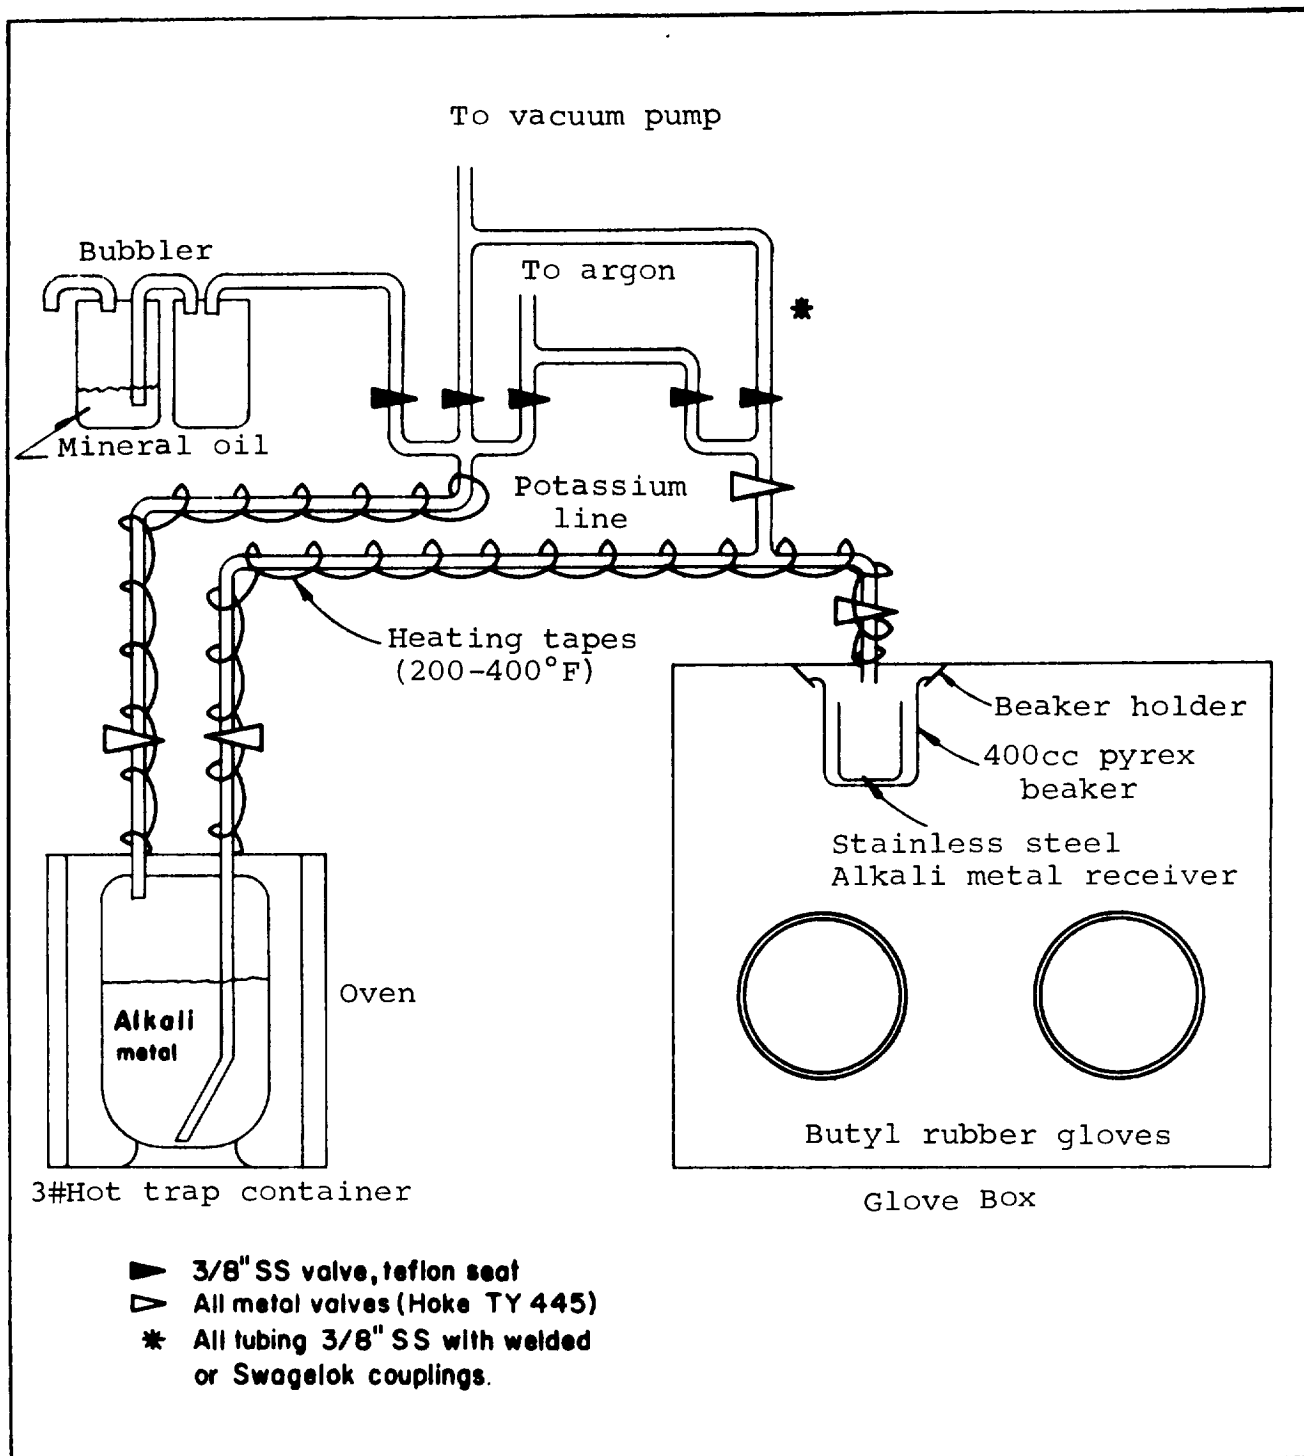 To vacuum pump
Bubbler
To argon
*
Mineral oil
Potassium
line
Heating tapes
(200-400°F)
Beaker holder
400cc pyrex
beaker
Stainless steel
Alkali metal receiver
Oven
Alkali
metal
Butyl rubber gloves
3#Hot trap container
Glove Box
3/8" SS valve, teflon seat
All metal valves (Hoke TY 445)
* All tubing 3/8" SS with welded
or Swagelok couplings.